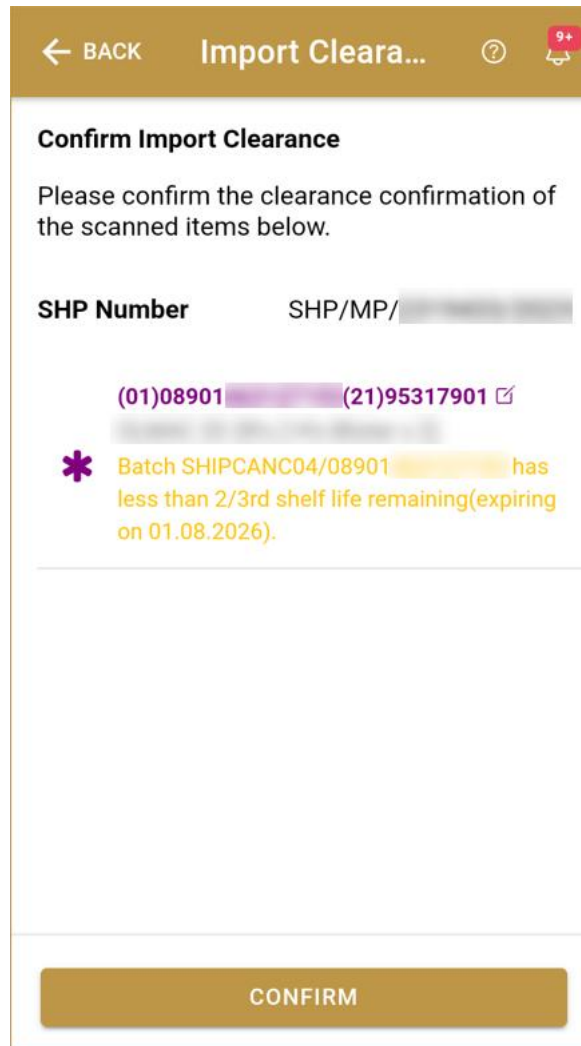 BACK Import Cleara... 9+
Confirm Import Clearance
Please confirm the clearance confirmation of
the scanned items below.
SHP Number SHP/MP/
(01)08901 (21)95317901
Batch SHIPCANC04/08901 has
less than 2/3rd shelf life remaining(expiring
on 01.08.2026).
CONFIRM